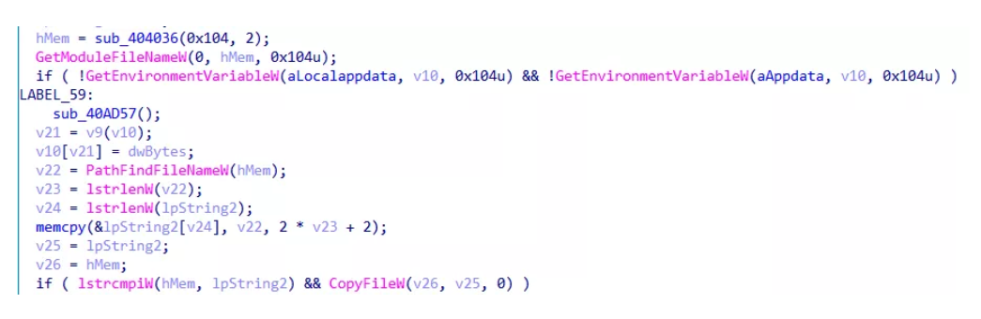 hMem = sub_404036(0x104, 2);
GetModuleFileNameW(0, hMem, 0x104u);
if ( !GetEnvironmentVariableW(aLocalappdata, v10, 0x104u) && !GetEnvironmentVariableW(aAppdata, v10, 0x104u) )
LABEL_59:
sub_40AD57();
v21 = v9(v10);
v10[v21] = dwBytes;
v22 = PathFindFileNameW(hMem);
v23 = lstrlenW(v22);
v24 = lstrlenW(lpString2);
memcpy(&lpString2[v24], v22, 2 * v23 + 2);
v25 = lpString2;
v26 = hMem;
if ( lstrcmpiW(hMem, lpString2) && CopyFileW(v26, v25, 0) )